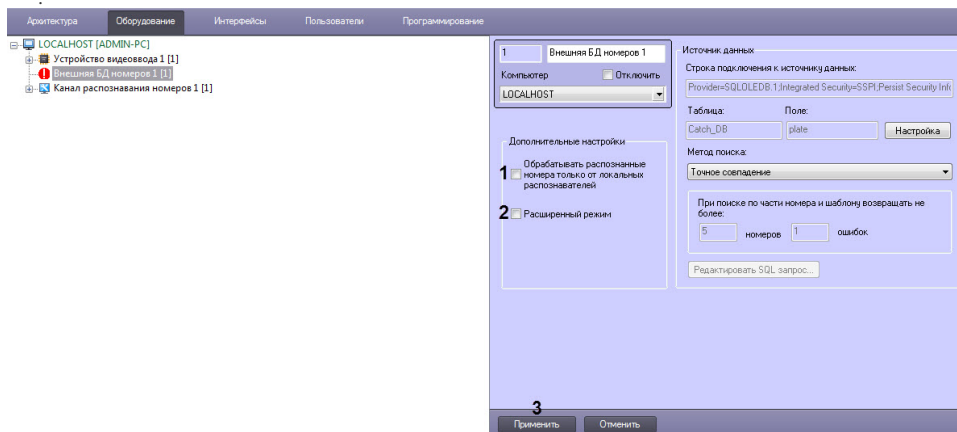 Архитектура Оборудование Интерфейсы Пользователи Программирование
LOCALHOST [ADMIN-PC]
Устройство видеоввода 1 [1]
Внешняя БД номеров 1 [1]
Канал распознавания номеров 1 [1]
1 Внешняя БД номеров 1
Компьютер Отключить
LOCALHOST
Дополнительные настройки
1 Обрабатывать распознанные
номера только от локальных
распознавателей
2 Расширенный режим
Источник данных
Строка подключения к источнику данных:
Provider=SQLOLEDB.1;Integrated Security=SSPI;Persist Security Inf
Таблица: Поле:
Catch_DB plate Настройка
Метод поиска:
Точное совпадение
При поиске по части номера и шаблону возвращать не
более:
5 номеров 1 ошибок
Редактировать SQL запрос...
3
Применить Отменить